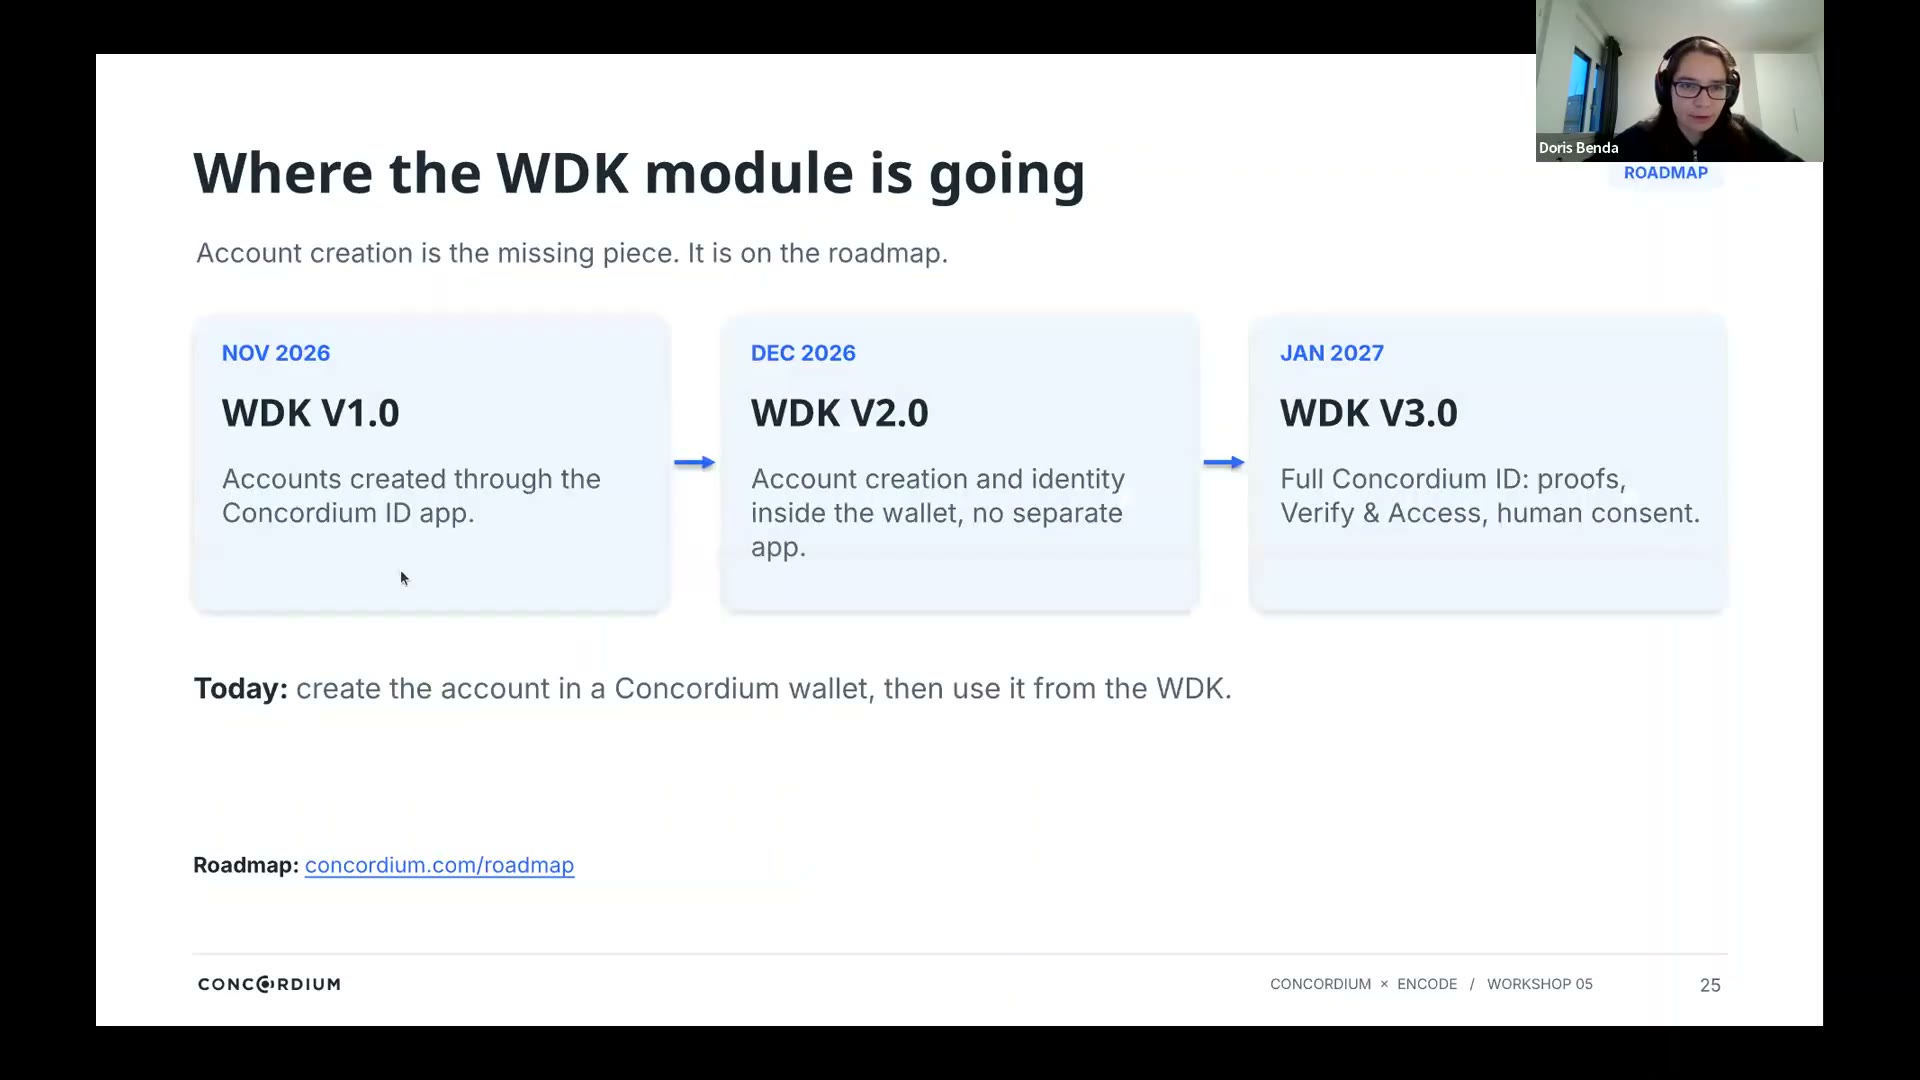 Doris Benda
Where the WDK module is going
ROADMAP
Account creation is the missing piece. It is on the roadmap.
NOV 2026
WDK V1.0
Accounts created through the
Concordium ID app.
DEC 2026
WDK V2.0
Account creation and identity
inside the wallet, no separate
app.
JAN 2027
WDK V3.0
Full Concordium ID: proofs,
Verify & Access, human consent.
Today: create the account in a Concordium wallet, then use it from the WDK.
Roadmap: concordium.com/roadmap
CONCORDIUM
CONCORDIUM × ENCODE / WORKSHOP 05
25